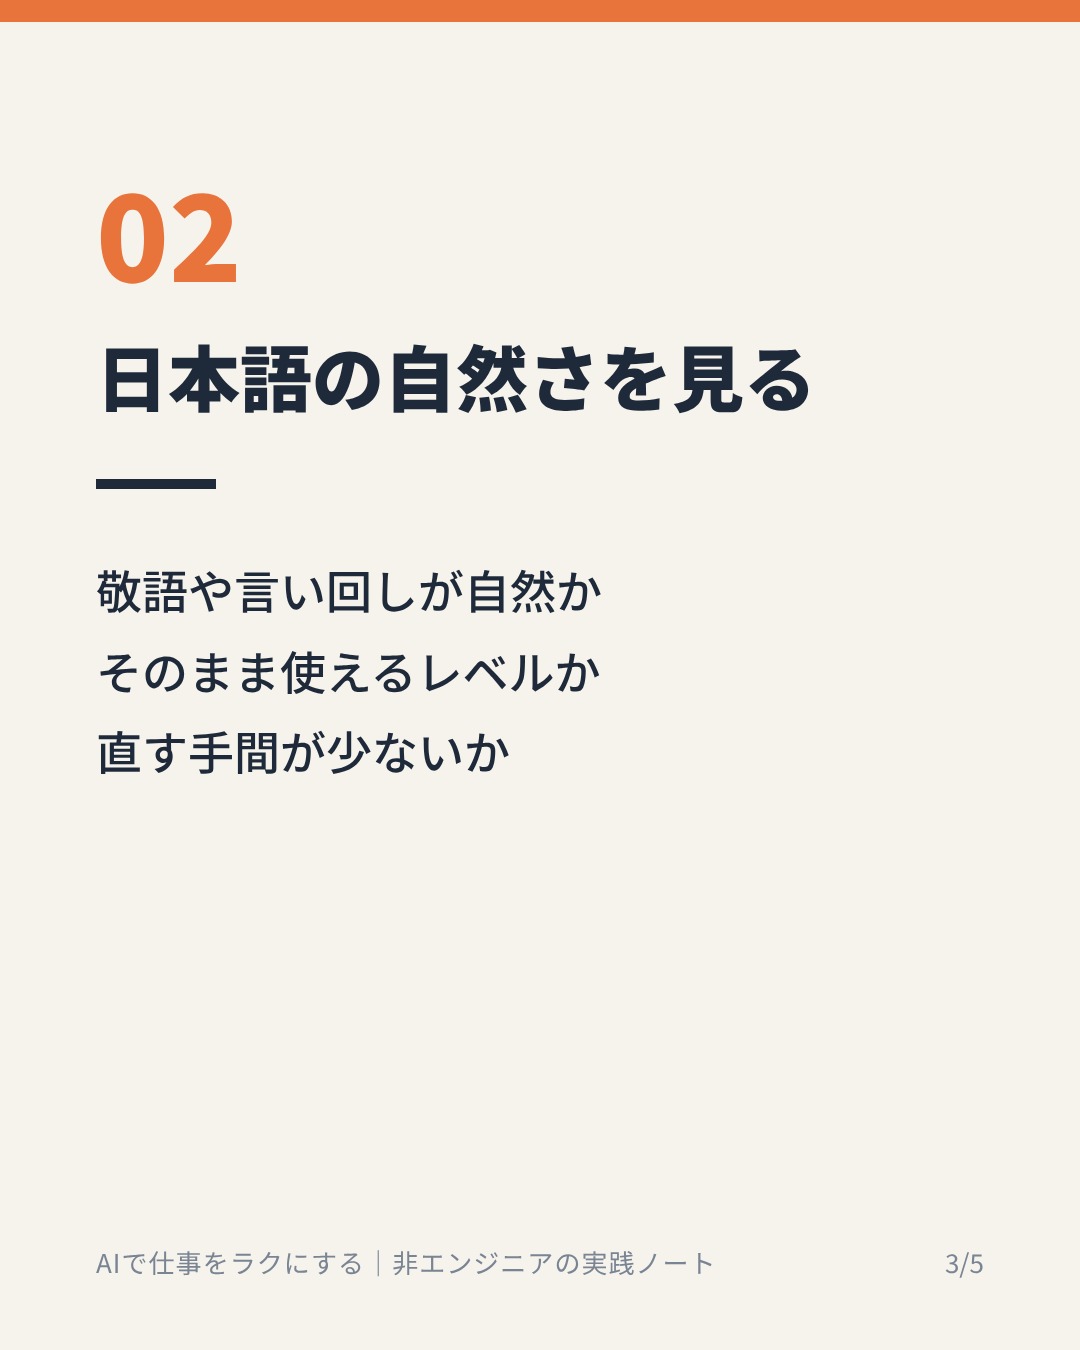 02
日本語の自然さを見る
敬語や言い回しが自然か
そのまま使えるレベルか
直す手間が少ないか
AIで仕事をラクにする｜非エンジニアの実践ノート
3/5